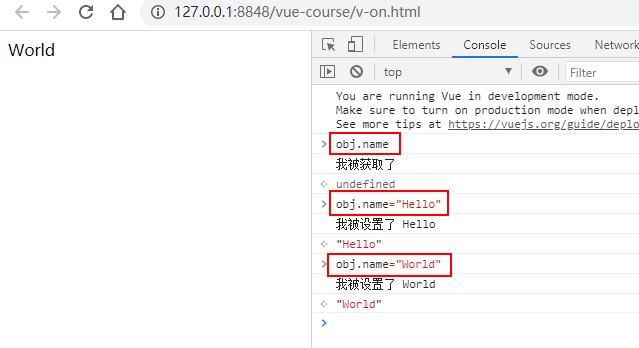 127.0.0.1:8848/vue-course/v-on.html
World
Elements Console Sources Network
top Filter
You are running Vue in development mode.
Make sure to turn on production mode when depl
See more tips at https://vuejs.org/guide/deplo
> obj.name
我被获取了
<· undefined
> obj.name="Hello"
我被设置了 Hello
<· "Hello"
> obj.name="World"
我被设置了 World
<· "World"
>